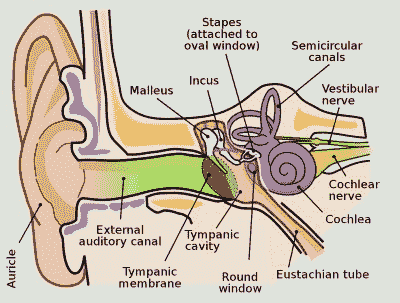 Stapes
(attached to
oval window)
Semicircular
canals
Incus
Malleus
Vestibular
nerve
Cochlear
nerve
Cochlea
External
auditory canal
Tympanic
cavity
Auricle
Tympanic
membrane
Round
window
Eustachian tube